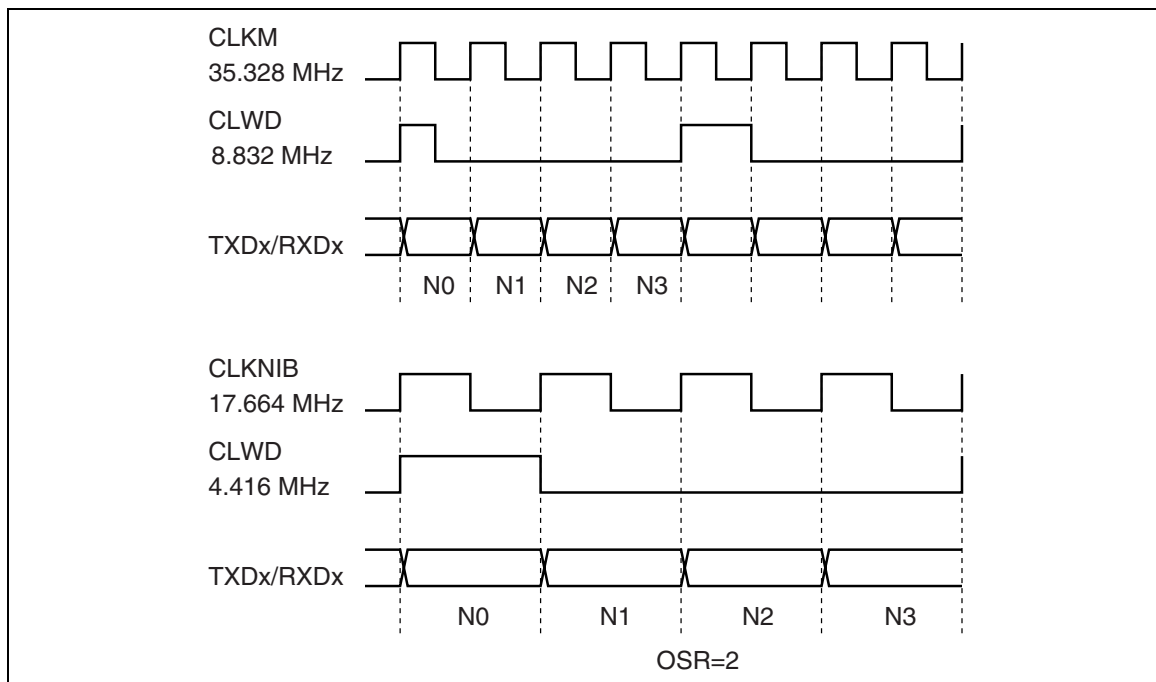 CLKM
35.328 MHz
CLWD
8.832 MHz
TXDx/RXDx
N0 N1 N2 N3
CLKNIB
17.664 MHz
CLWD
4.416 MHz
TXDx/RXDx
N0 N1 N2 N3
OSR=2